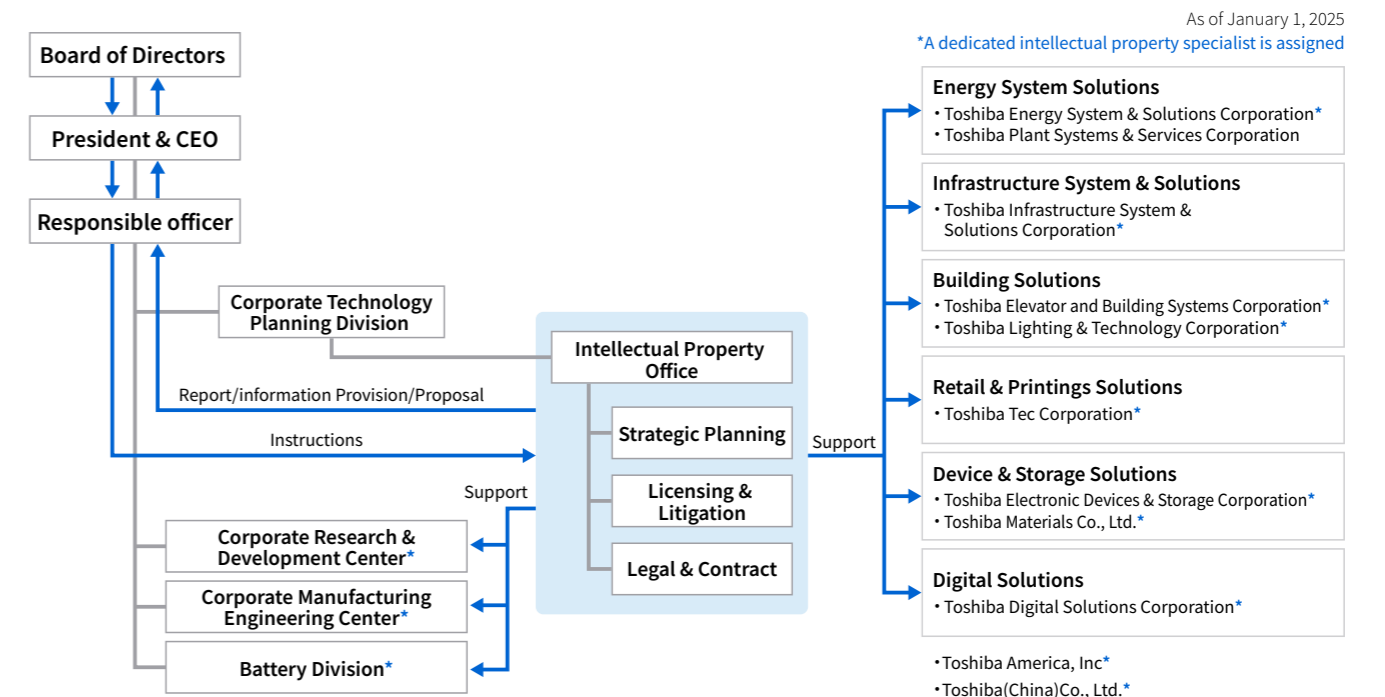 As of January 1, 2025
*A dedicated intellectual property specialist is assigned
Board of Directors
President & CEO
Responsible officer
Corporate Technology
Planning Division
Report/information Provision/Proposal
Instructions
Support
Corporate Research &
Development Center*
Corporate Manufacturing
Engineering Center*
Battery Division*
Intellectual Property
Office
Strategic Planning
Licensing &
Litigation
Legal & Contract
Support
Energy System Solutions
・Toshiba Energy System & Solutions Corporation*
・Toshiba Plant Systems & Services Corporation
Infrastructure System & Solutions
・Toshiba Infrastructure System &
Solutions Corporation*
Building Solutions
・Toshiba Elevator and Building Systems Corporation*
・Toshiba Lighting & Technology Corporation*
Retail & Printings Solutions
・Toshiba Tec Corporation*
Device & Storage Solutions
・Toshiba Electronic Devices & Storage Corporation*
・Toshiba Materials Co., Ltd.*
Digital Solutions
・Toshiba Digital Solutions Corporation*
・Toshiba America, Inc*
・Toshiba(China)Co., Ltd.*